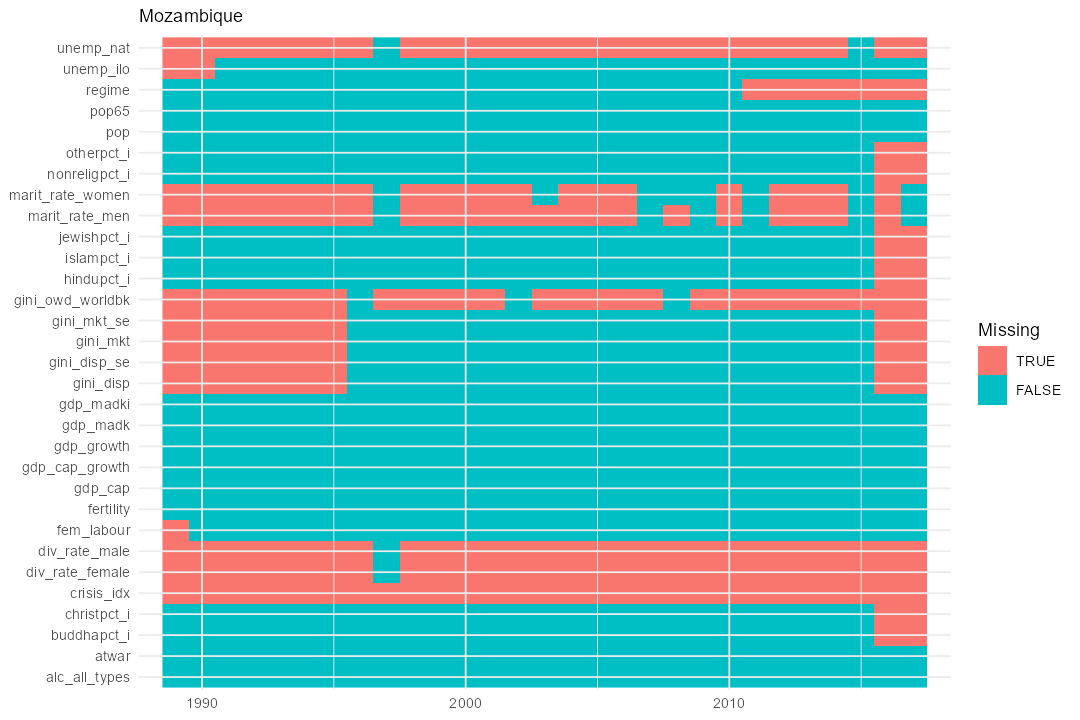 Mozambique
unemp_nat
unemp_ilo
regime
pop65
pop
otherpct_i
nonreligpct_i
marit_rate_women
marit_rate_men
jewishpct_i
islampct_i
hindupct_i
gini_owd_worldbk
gini_mkt_se
gini_mkt
gini_disp_se
gini_disp
gdp_madki
gdp_madk
gdp_growth
gdp_cap_growth
gdp_cap
fertility
fem_labour
div_rate_male
div_rate_female
crisis_idx
christpct_i
buddhapct_i
atwar
alc_all_types
1990 2000 2010
Missing
TRUE
FALSE